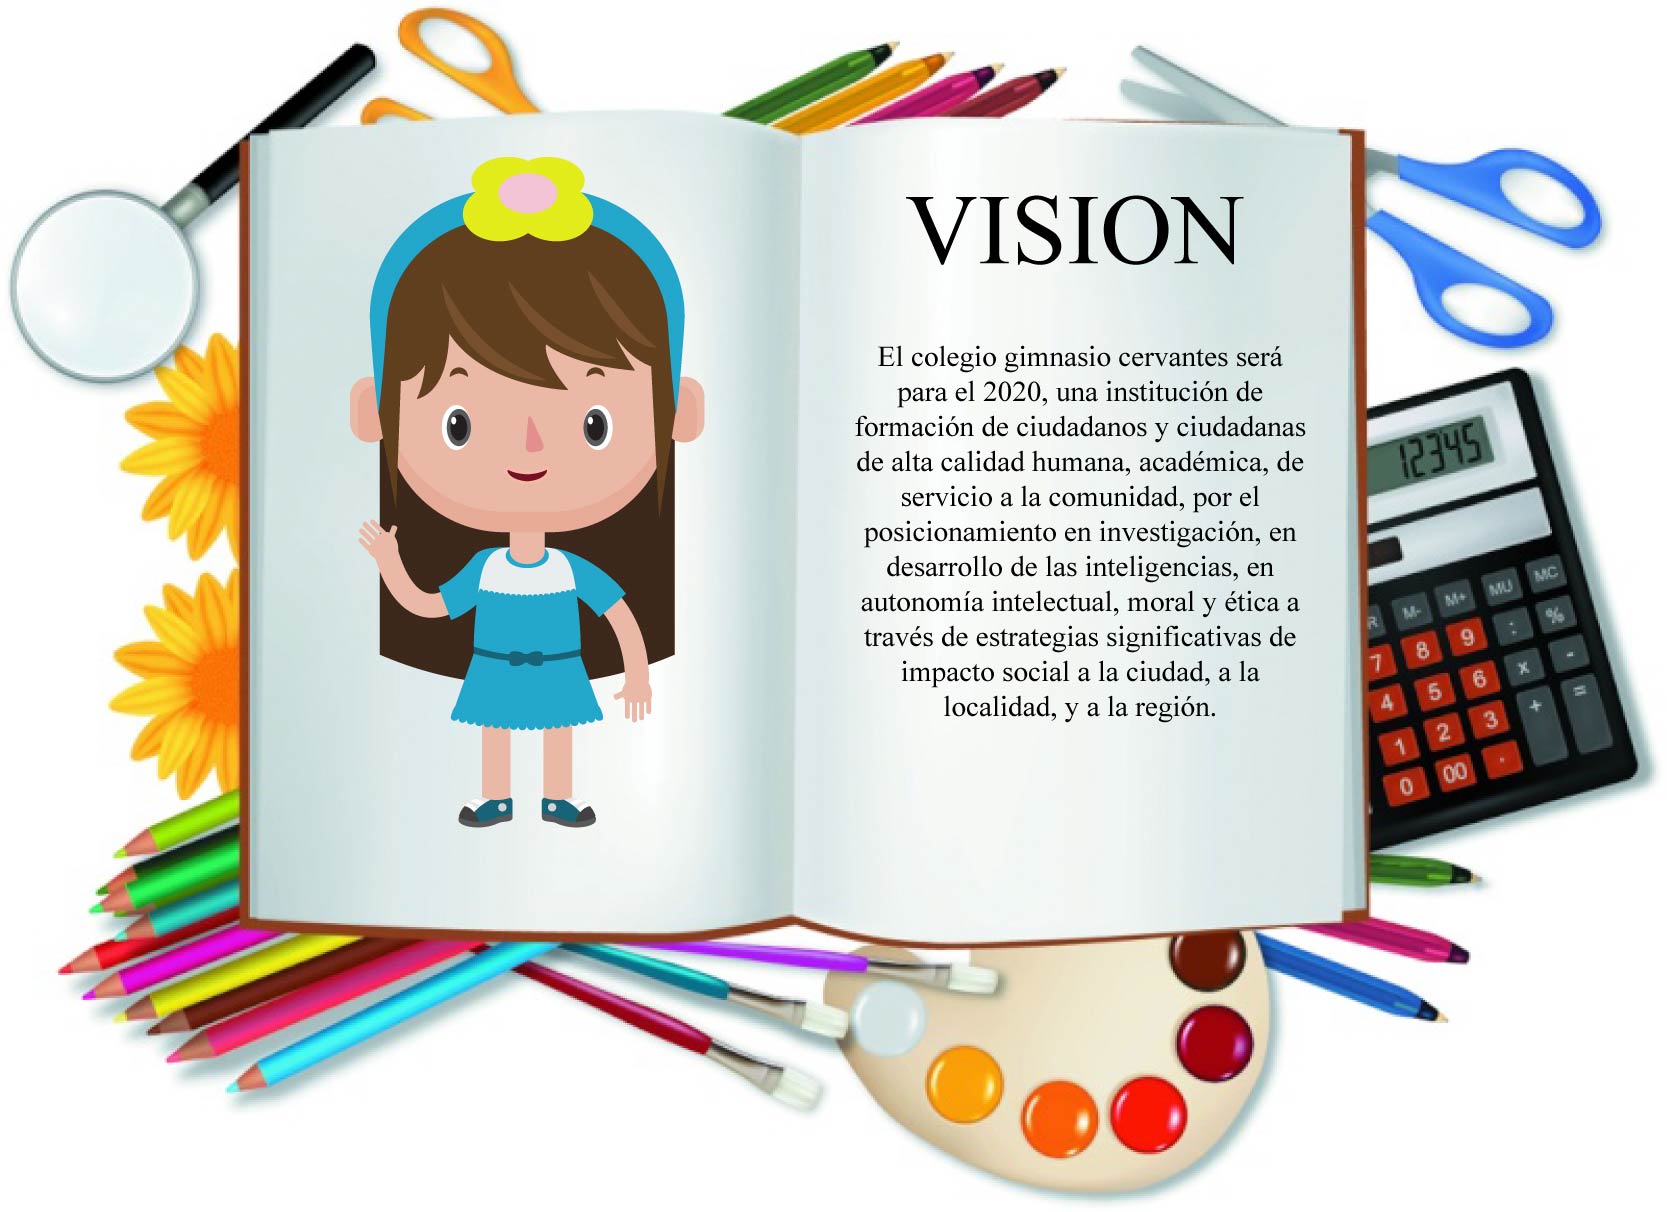 VISION
El colegio gimnasio cervantes será
para el 2020, una institución de
formación de ciudadanos y ciudadanas
de alta calidad humana, académica, de
servicio a la comunidad, por el
posicionamiento en investigación, en
desarrollo de las inteligencias, en
autonomía intelectual, moral y ética a
través de estrategias significativas de
impacto social a la ciudad, a la
localidad, y a la región.
12345
R M- M+ MU MC
7 8 9 : %
4 5 6 x -
1 2 3 + =
0 00 .